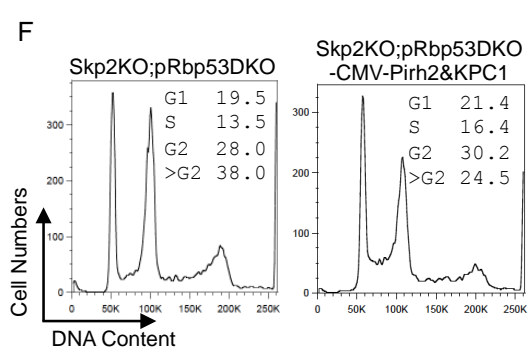 F
Skp2KO;pRbp53DKO
G1 19.5
S 13.5
G2 28.0
>G2 38.0
300
200
100
0
0 50K 100K 150K 200K 250K
Cell Numbers
DNA Content
Skp2KO;pRbp53DKO
-CMV-Pirh2&KPC1
G1 21.4
S 16.4
G2 30.2
>G2 24.5
300
200
100
0
0 50K 100K 150K 200K 250K